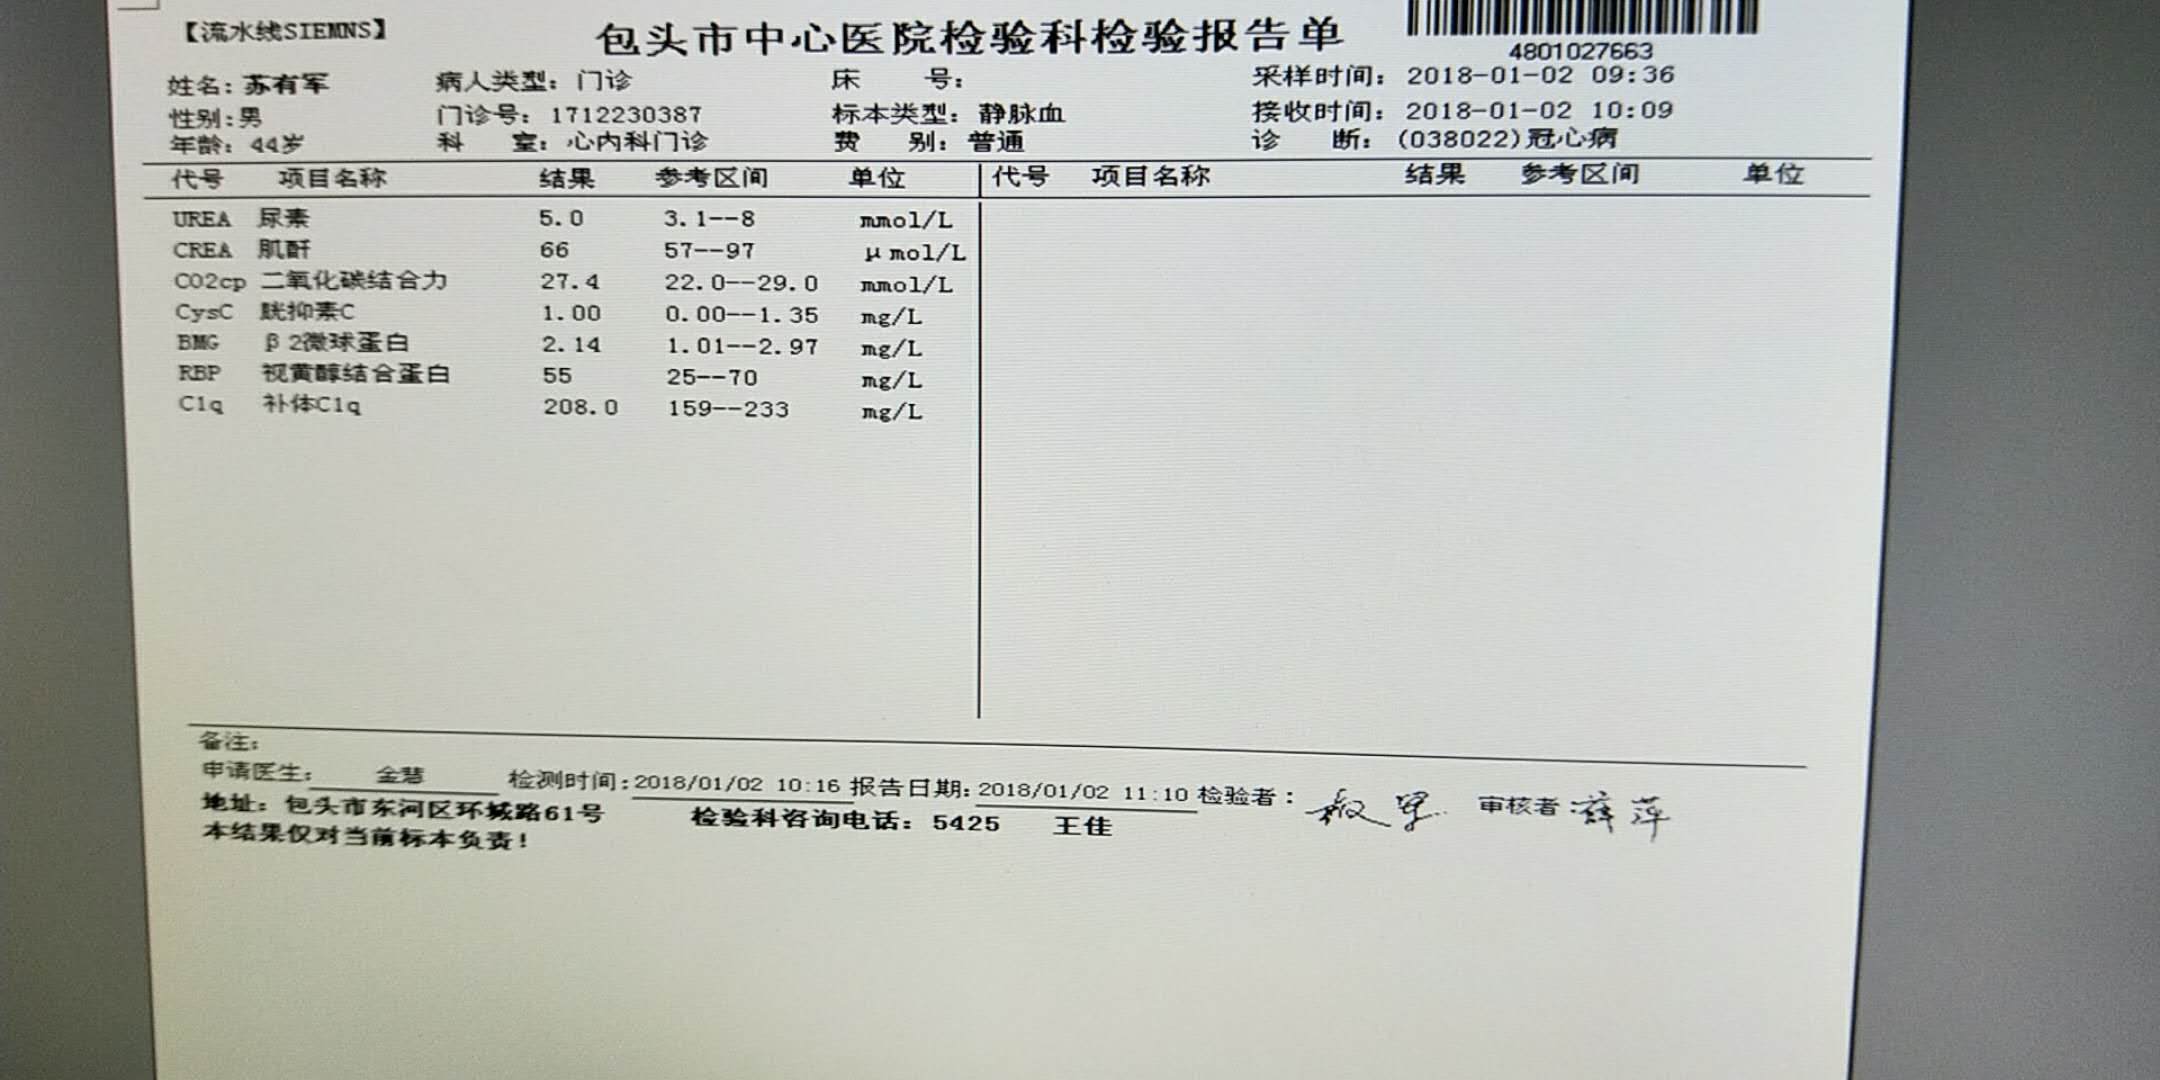 【流水线SIEMNS】 包头市中心医院检验科检验报告单
4801027663
姓名: 苏有军 病人类型: 门诊 床 号: 采样时间: 2018-01-02 09:36
性别:男 门诊号: 1712230387 标本类型: 静脉血 接收时间: 2018-01-02 10:09
年龄: 44岁 科 室: 心内科门诊 费 别: 普通 诊 断: (038022)冠心病
代号 项目名称 结果 参考区间 单位 代号 项目名称 结果 参考区间 单位
UREA 尿素 5.0 3.1--8 mmol/L
CREA 肌酐 66 57--97 μmol/L
CO2cp 二氧化碳结合力 27.4 22.0--29.0 mmol/L
CysC 胱抑素C 1.00 0.00--1.35 mg/L
BMG β2微球蛋白 2.14 1.01--2.97 mg/L
RBP 视黄醇结合蛋白 55 25--70 mg/L
C1q 补体C1q 208.0 159--233 mg/L
备注:
申请医生: 金慧 检测时间:2018/01/02 10:16 报告日期:2018/01/02 11:10 检验者: 审核者:
地址: 包头市东河区环城路61号 检验科咨询电话: 5425 王佳
本结果仅对当前标本负责!